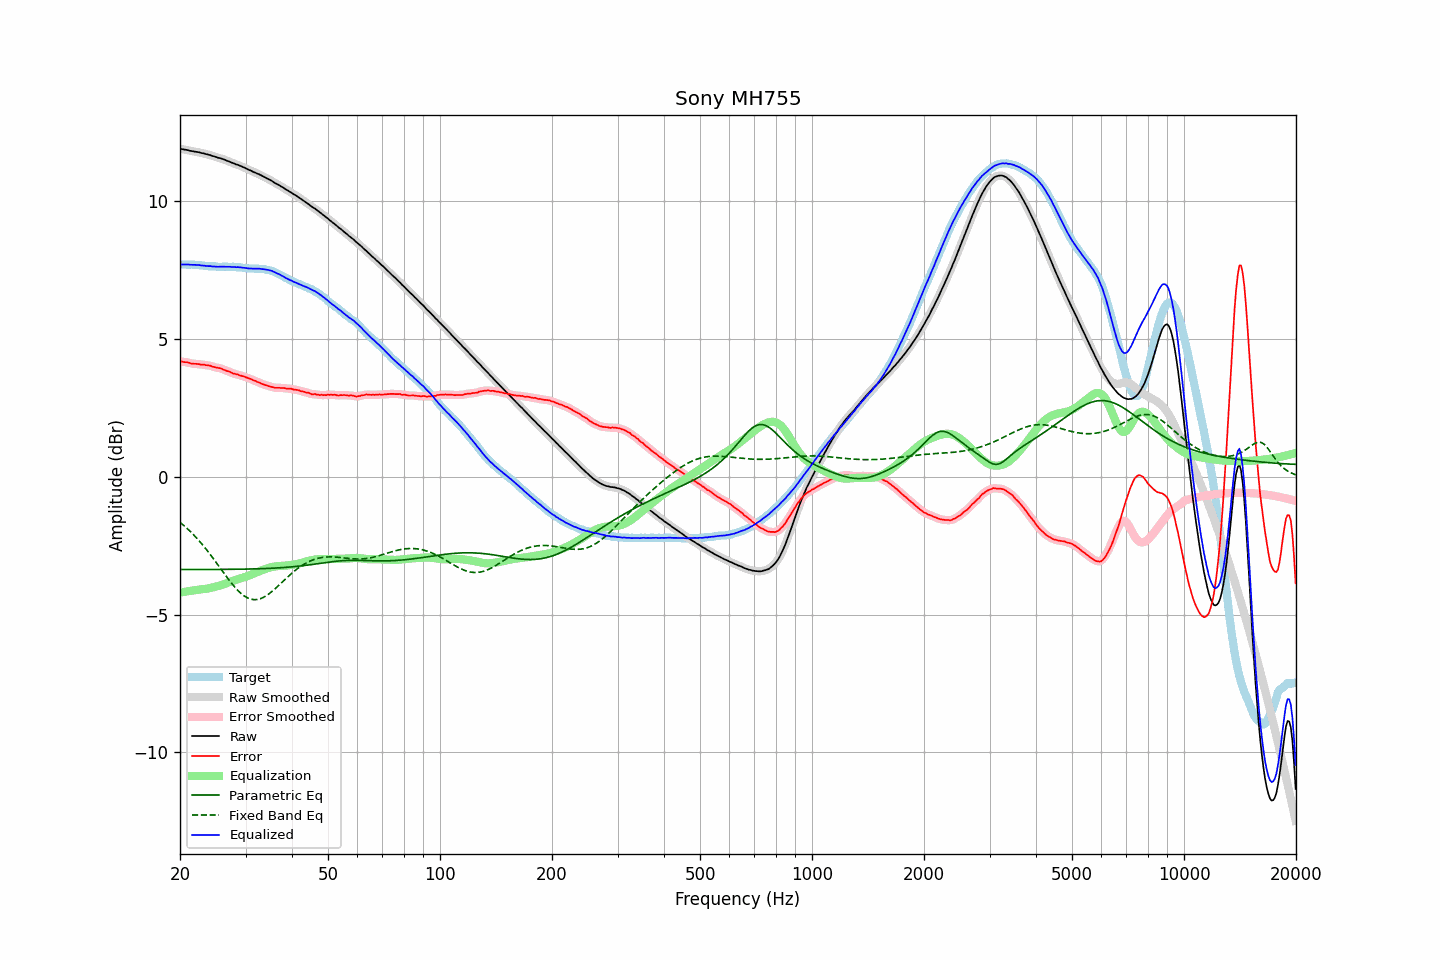 Sony MH755
Amplitude (dBr)
10
5
0
−5
−10
Target
Raw Smoothed
Error Smoothed
Raw
Error
Equalization
Parametric Eq
Fixed Band Eq
Equalized
20 50 100 200 500 1000 2000 5000 10000 20000
Frequency (Hz)